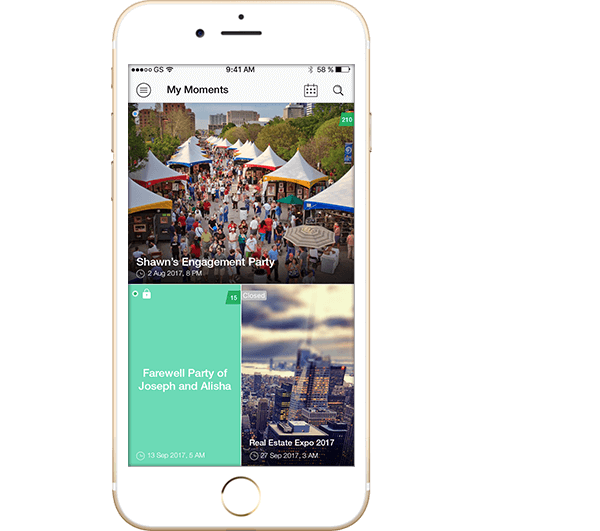 GS 9:41 AM 58 %
My Moments
210
Shawn's Engagement Party
2 Aug 2017, 8 PM
15
Closed
Farewell Party of
Joseph and Alisha
Real Estate Expo 2017
13 Sep 2017, 5 AM
27 Sep 2017, 3 AM